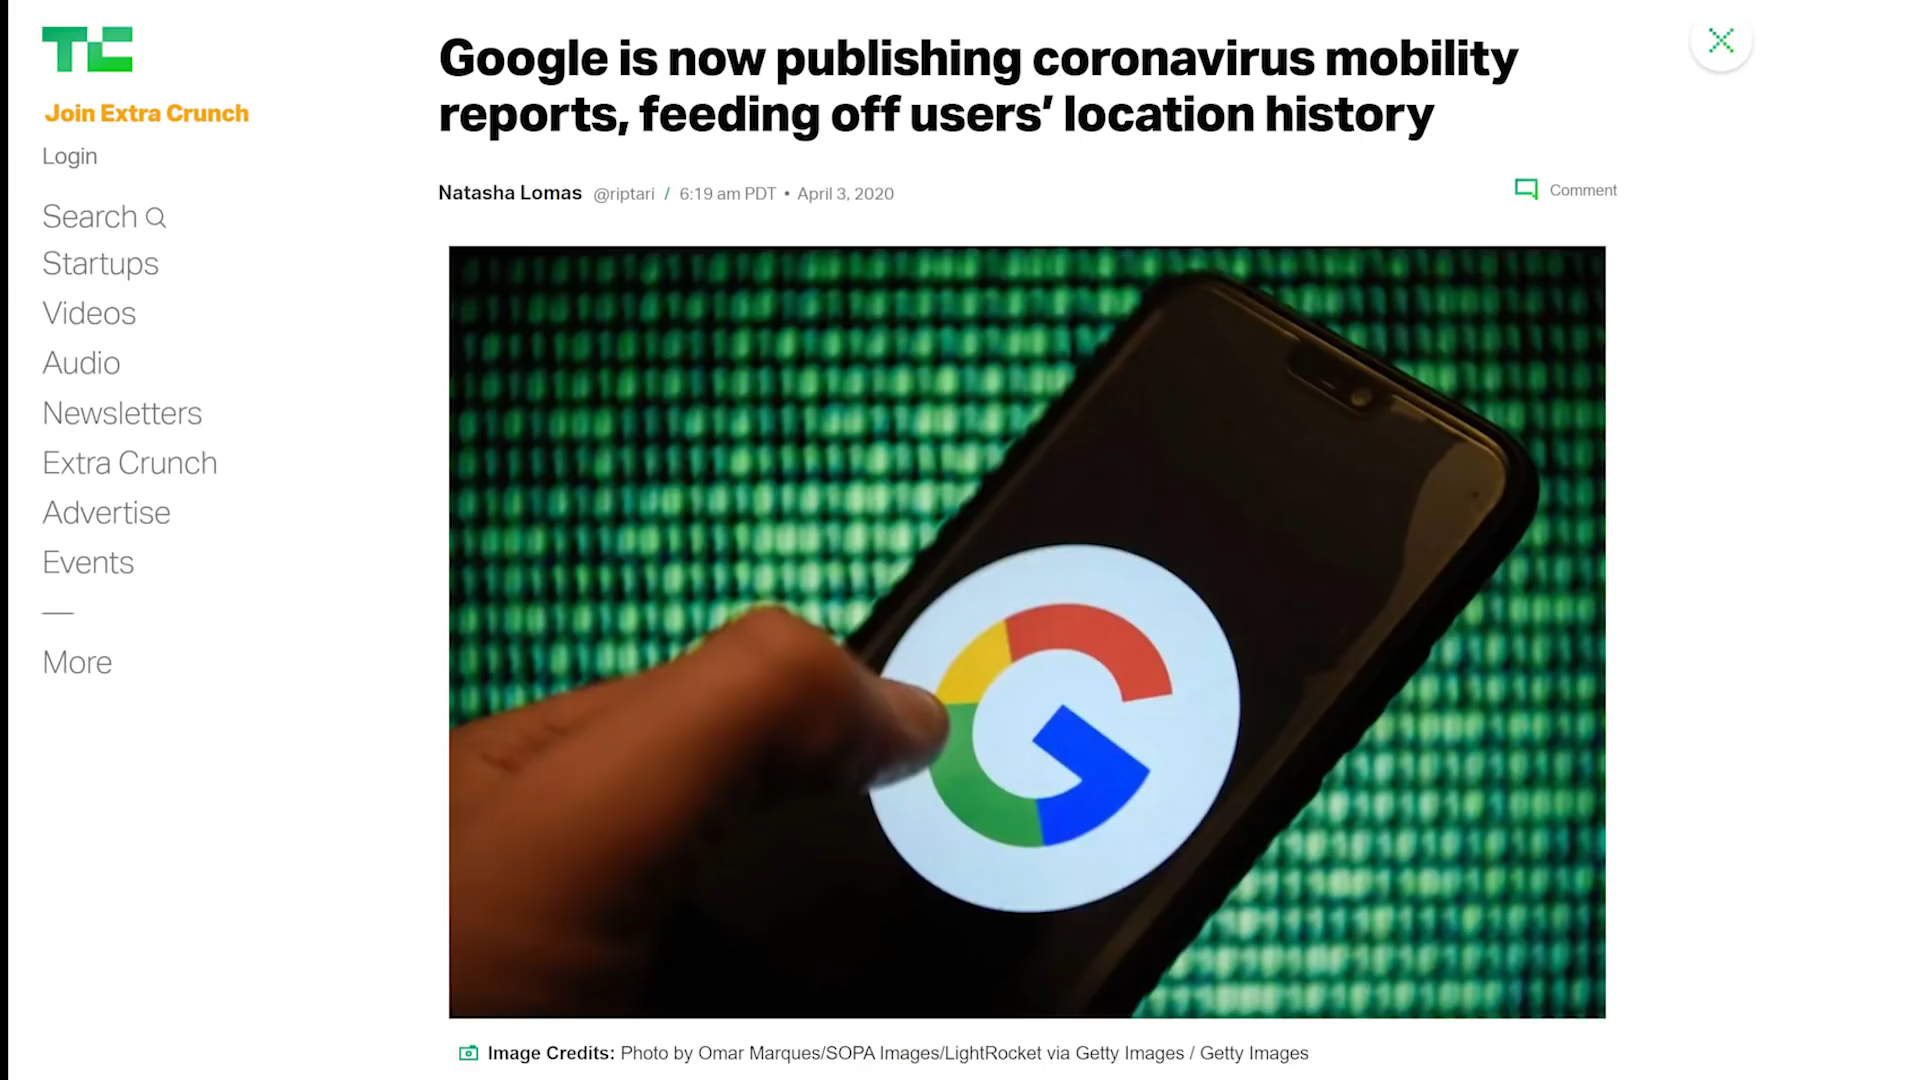 TC
Join Extra Crunch
Login
Search
Startups
Videos
Audio
Newsletters
Extra Crunch
Advertise
Events
More
Google is now publishing coronavirus mobility
reports, feeding off users’ location history
Natasha Lomas @riptari / 6:19 am PDT • April 3, 2020
Comment
G
Image Credits: Photo by Omar Marques/SOPA Images/LightRocket via Getty Images / Getty Images